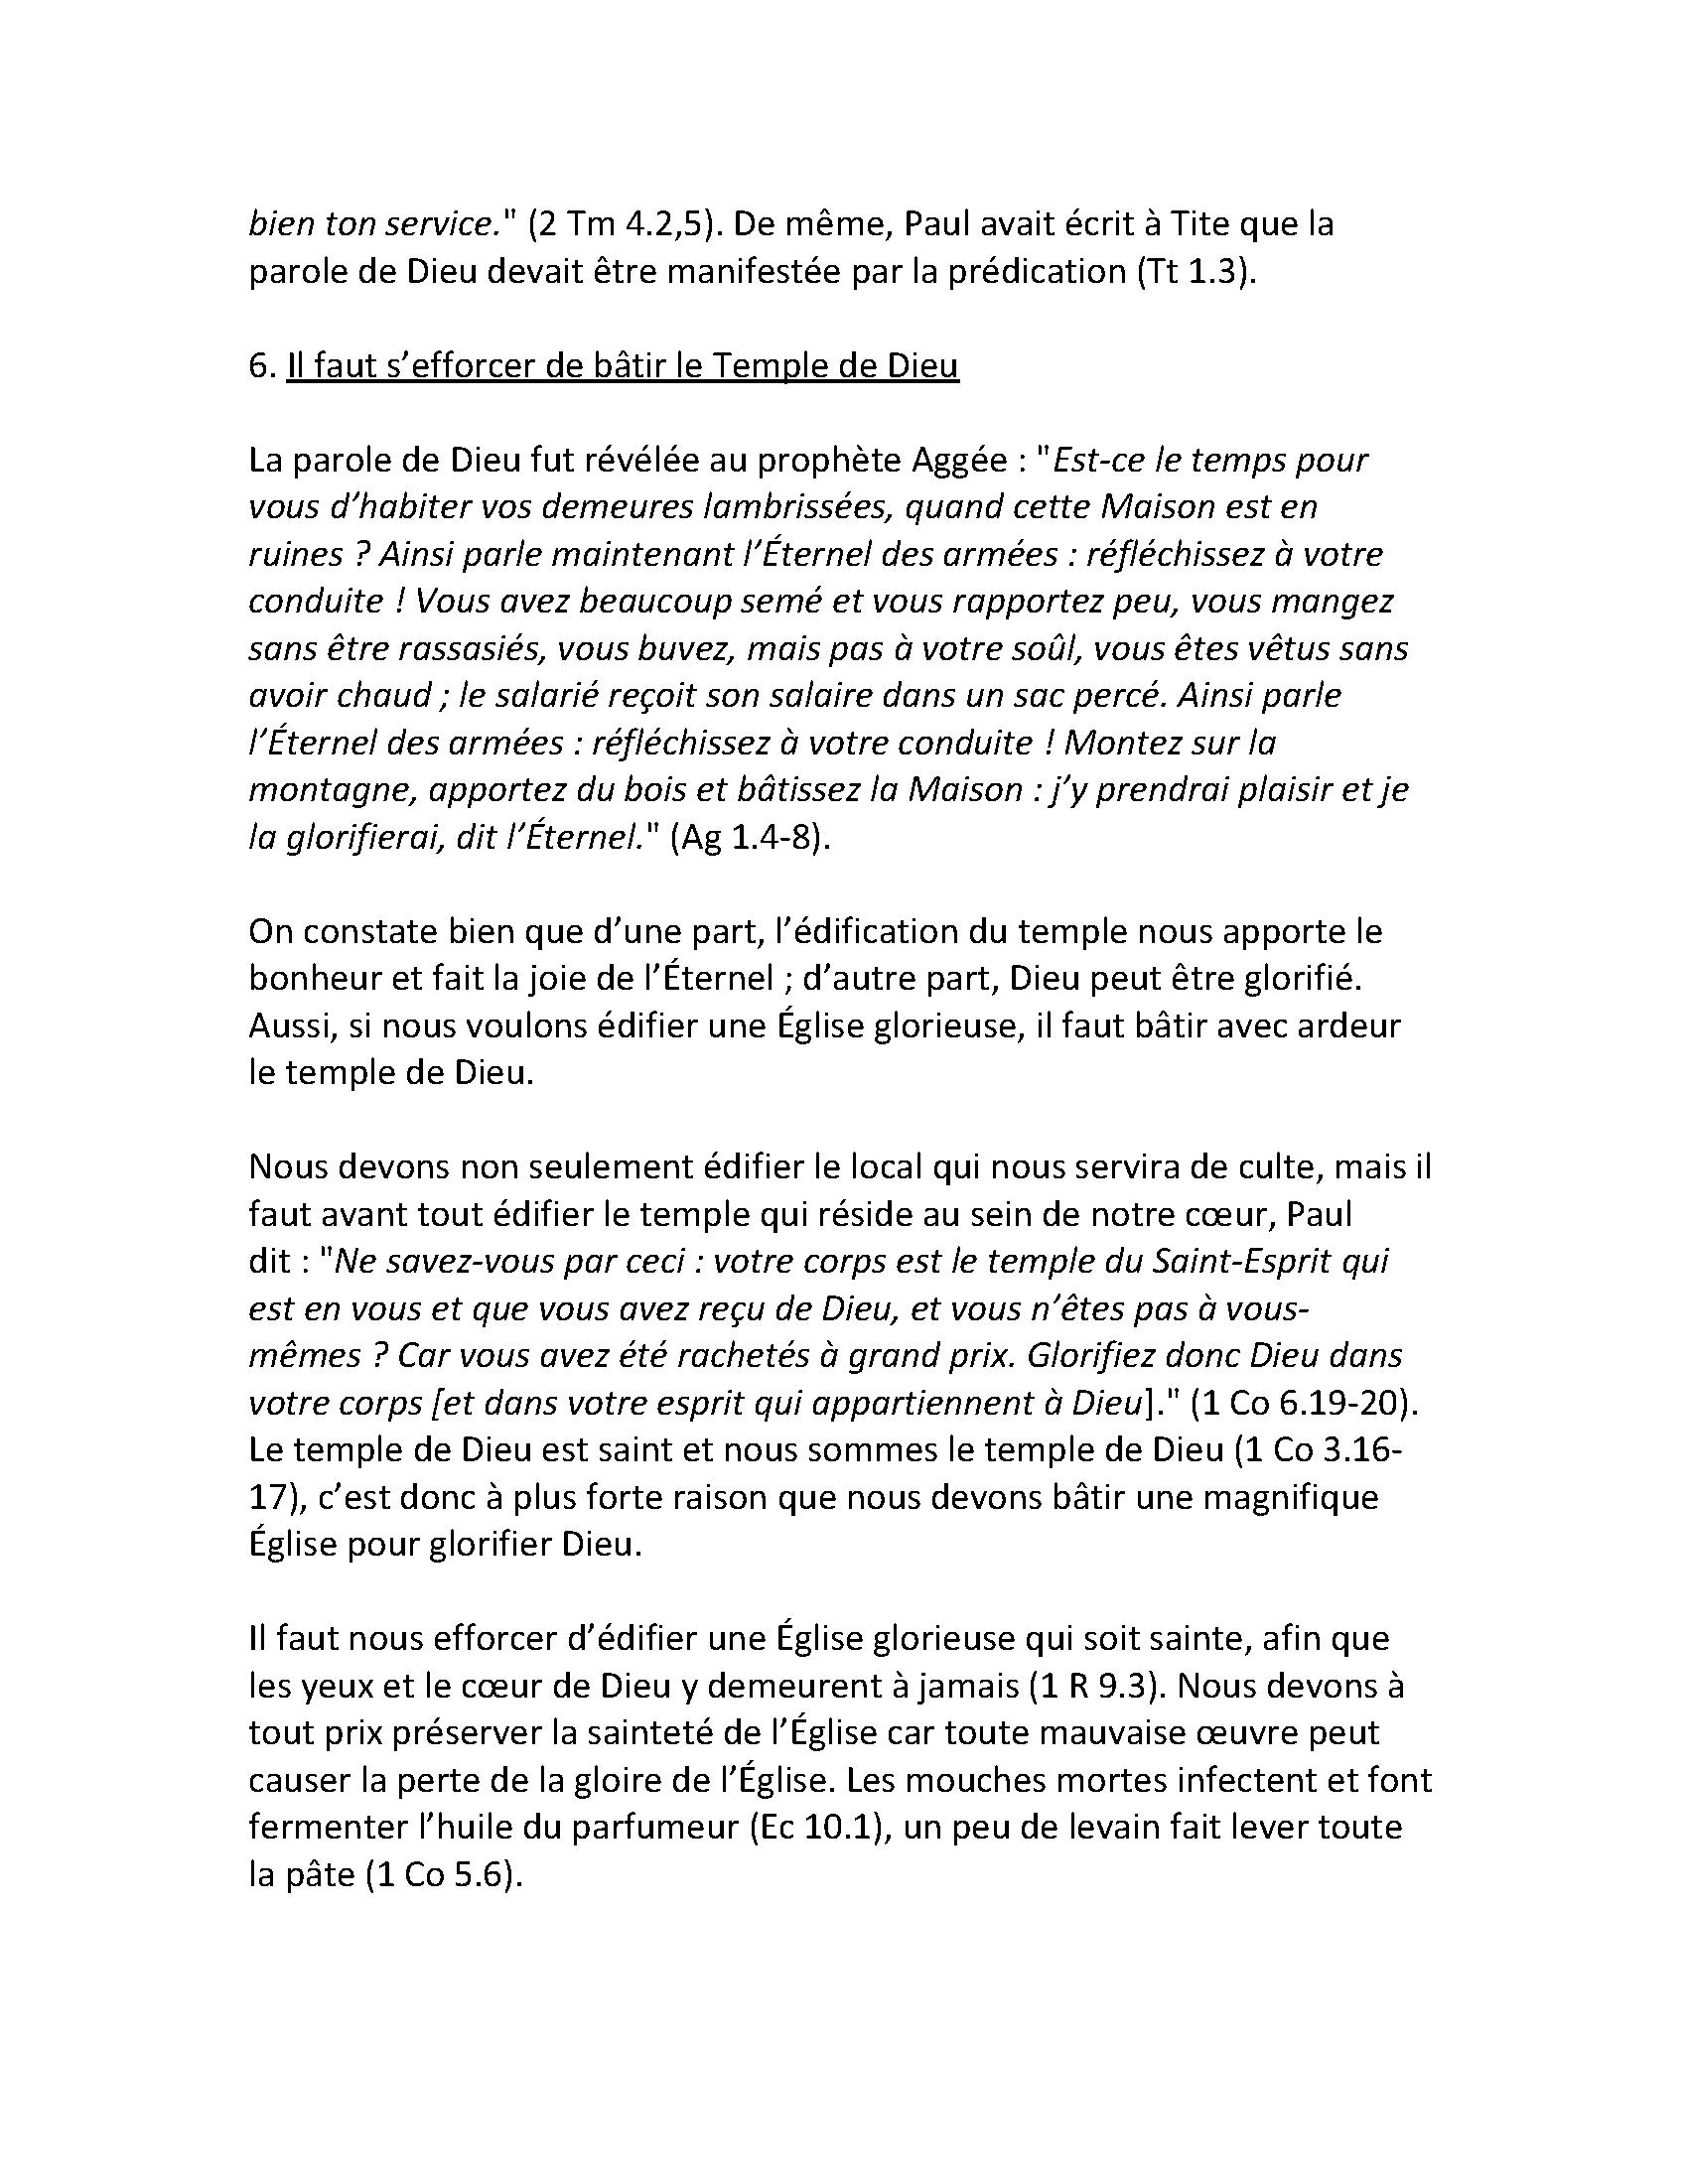 bien ton service." (2 Tm 4.2,5). De même, Paul avait écrit à Tite que la
parole de Dieu devait être manifestée par la prédication (Tt 1.3).
6. Il faut s’efforcer de bâtir le Temple de Dieu
La parole de Dieu fut révélée au prophète Aggée : "Est-ce le temps pour
vous d’habiter vos demeures lambrissées, quand cette Maison est en
ruines ? Ainsi parle maintenant l’Éternel des armées : réfléchissez à votre
conduite ! Vous avez beaucoup semé et vous rapportez peu, vous mangez
sans être rassasiés, vous buvez, mais pas à votre soûl, vous êtes vêtus sans
avoir chaud ; le salarié reçoit son salaire dans un sac percé. Ainsi parle
l’Éternel des armées : réfléchissez à votre conduite ! Montez sur la
montagne, apportez du bois et bâtissez la Maison : j’y prendrai plaisir et je
la glorifierai, dit l’Éternel." (Ag 1.4-8).
On constate bien que d’une part, l’édification du temple nous apporte le
bonheur et fait la joie de l’Éternel ; d’autre part, Dieu peut être glorifié.
Aussi, si nous voulons édifier une Église glorieuse, il faut bâtir avec ardeur
le temple de Dieu.
Nous devons non seulement édifier le local qui nous servira de culte, mais il
faut avant tout édifier le temple qui réside au sein de notre cœur, Paul
dit : "Ne savez-vous par ceci : votre corps est le temple du Saint-Esprit qui
est en vous et que vous avez reçu de Dieu, et vous n’êtes pas à vous-
mêmes ? Car vous avez été rachetés à grand prix. Glorifiez donc Dieu dans
votre corps [et dans votre esprit qui appartiennent à Dieu]." (1 Co 6.19-20).
Le temple de Dieu est saint et nous sommes le temple de Dieu (1 Co 3.16-
17), c’est donc à plus forte raison que nous devons bâtir une magnifique
Église pour glorifier Dieu.
Il faut nous efforcer d’édifier une Église glorieuse qui soit sainte, afin que
les yeux et le cœur de Dieu y demeurent à jamais (1 R 9.3). Nous devons à
tout prix préserver la sainteté de l’Église car toute mauvaise œuvre peut
causer la perte de la gloire de l’Église. Les mouches mortes infectent et font
fermenter l’huile du parfumeur (Ec 10.1), un peu de levain fait lever toute
la pâte (1 Co 5.6).